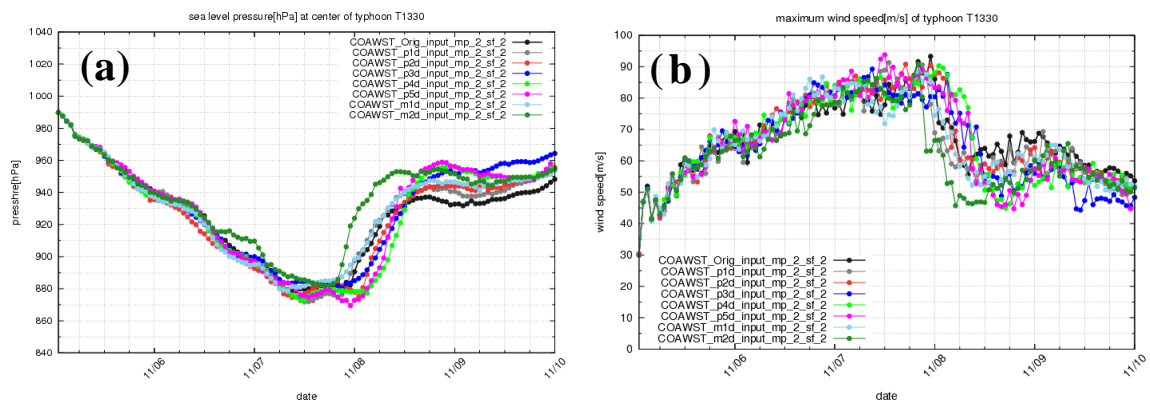 sea level pressure[hPa] at center of typhoon T1330
(a)
1 040
1 020
1 000
980
960
940
920
900
880
860
840
preshre[hPa]
COAWST_Orig_input_mp_2_sf_2
COAWST_p1d_input_mp_2_sf_2
COAWST_p2d_input_mp_2_sf_2
COAWST_p3d_input_mp_2_sf_2
COAWST_p4d_input_mp_2_sf_2
COAWST_p5d_input_mp_2_sf_2
COAWST_m1d_input_mp_2_sf_2
COAWST_m2d_input_mp_2_sf_2
11/06
11/07
11/08
11/09
11/10
date
maximum wind speed[m/s] of typhoon T1330
(b)
100
90
80
70
60
50
40
30
20
10
0
wind speed[m/s]
COAWST_Orig_input_mp_2_sf_2
COAWST_p1d_input_mp_2_sf_2
COAWST_p2d_input_mp_2_sf_2
COAWST_p3d_input_mp_2_sf_2
COAWST_p4d_input_mp_2_sf_2
COAWST_p5d_input_mp_2_sf_2
COAWST_m1d_input_mp_2_sf_2
COAWST_m2d_input_mp_2_sf_2
11/06
11/07
11/08
11/09
11/10
date